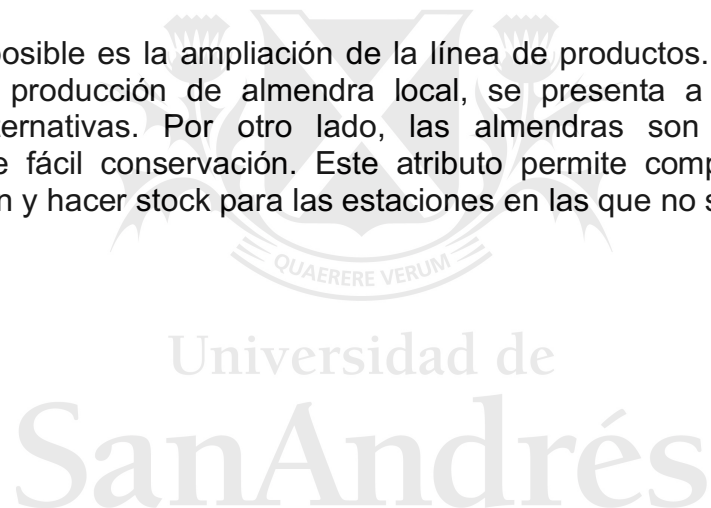 posible es la ampliación de la línea de productos.
producción de almendra local, se presenta a
ternativas. Por otro lado, las almendras son
e fácil conservación. Este atributo permite comp
n y hacer stock para las estaciones en las que no s
QUAERERE VERUM
Universidad de
SanAndrés